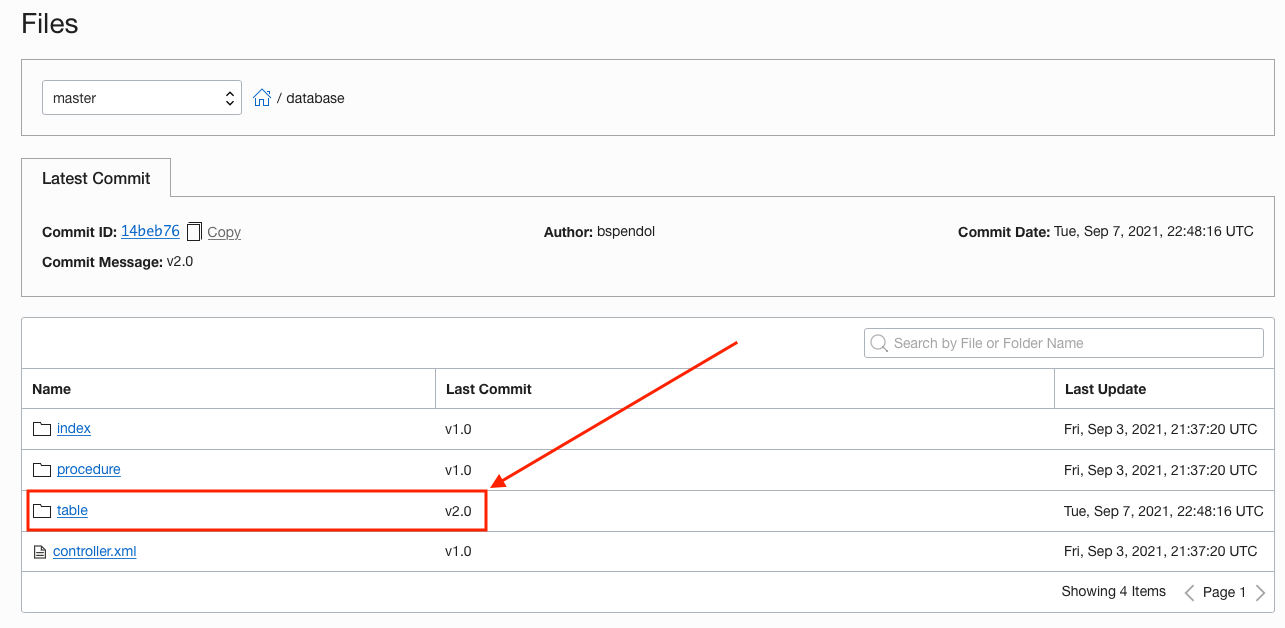 Files
master / database
Latest Commit
Commit ID: 14beb76 Copy Author: bspendol Commit Date: Tue, Sep 7, 2021, 22:48:16 UTC
Commit Message: v2.0
Search by File or Folder Name
Name Last Commit Last Update
index v1.0 Fri, Sep 3, 2021, 21:37:20 UTC
procedure v1.0 Fri, Sep 3, 2021, 21:37:20 UTC
table v2.0 Tue, Sep 7, 2021, 22:48:16 UTC
controller.xml v1.0 Fri, Sep 3, 2021, 21:37:20 UTC
Showing 4 Items Page 1